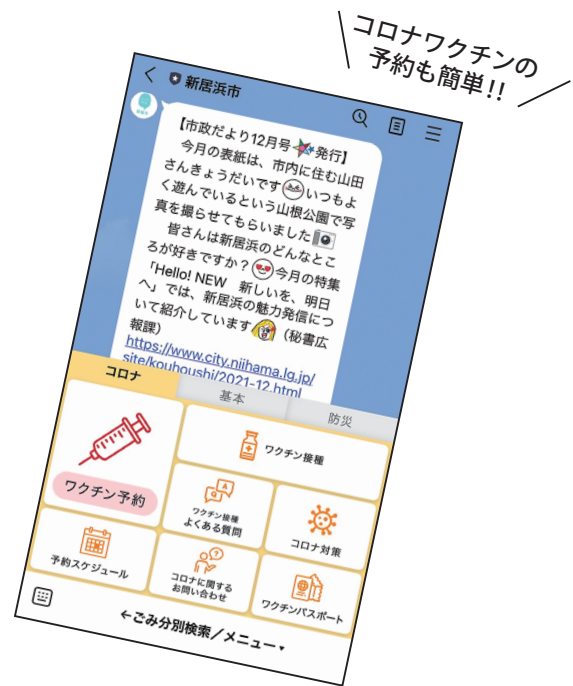 コロナワクチンの
予約も簡単!!
新居浜市
【市政だより12月号 発行】
今月の表紙は、市内に住む山田
さんきょうだいです いつもよ
く遊んでいるという山根公園で写
真を撮らせてもらいました
皆さんは新居浜のどんなとこ
ろが好きですか？ 今月の特集
「Hello! NEW 新しいを、明日
へ」では、新居浜の魅力発信につ
いて紹介しています （秘書広
報課）
https://www.city.niihama.lg.jp/
site/kouhoushi/2021-12.html
コロナ
基本
防災
ワクチン予約
ワクチン接種
ワクチン接種
よくある質問
コロナ対策
予約スケジュール
コロナに関する
お問い合わせ
ワクチンパスポート
←ごみ分別検索／メニュー▾